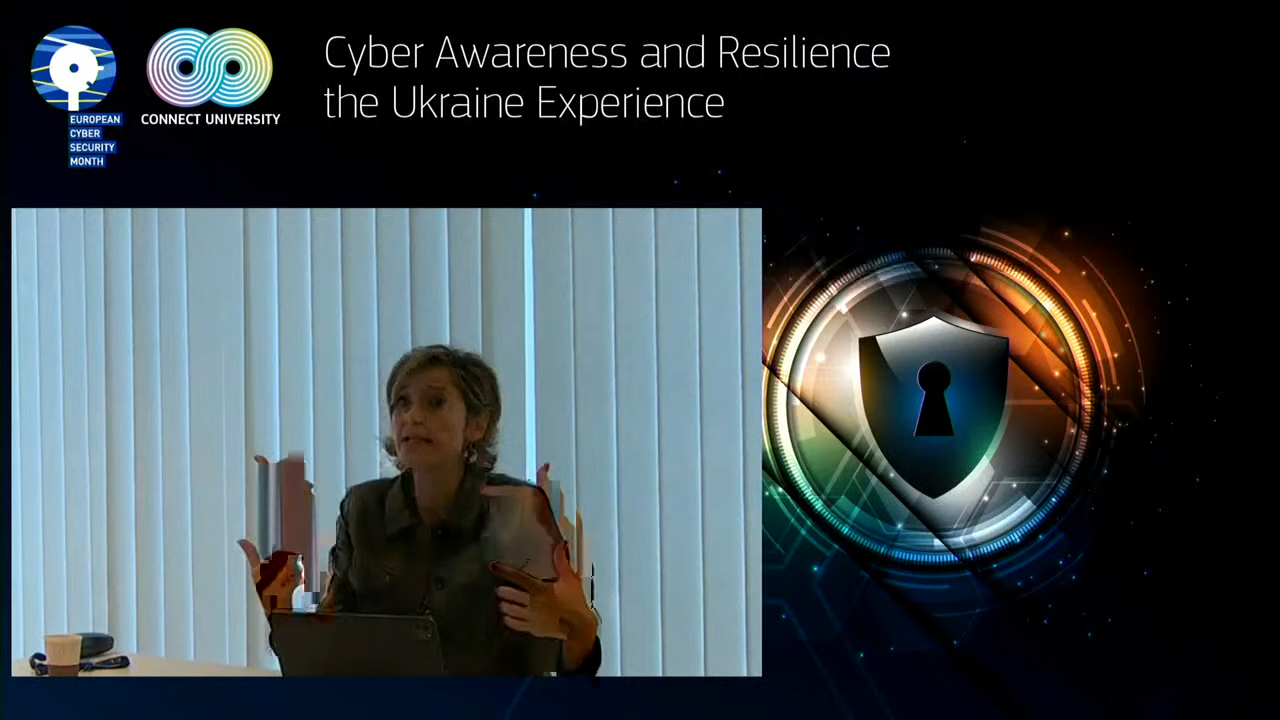 Cyber Awareness and Resilience
the Ukraine Experience
EUROPEAN
CYBER
SECURITY
MONTH
CONNECT UNIVERSITY